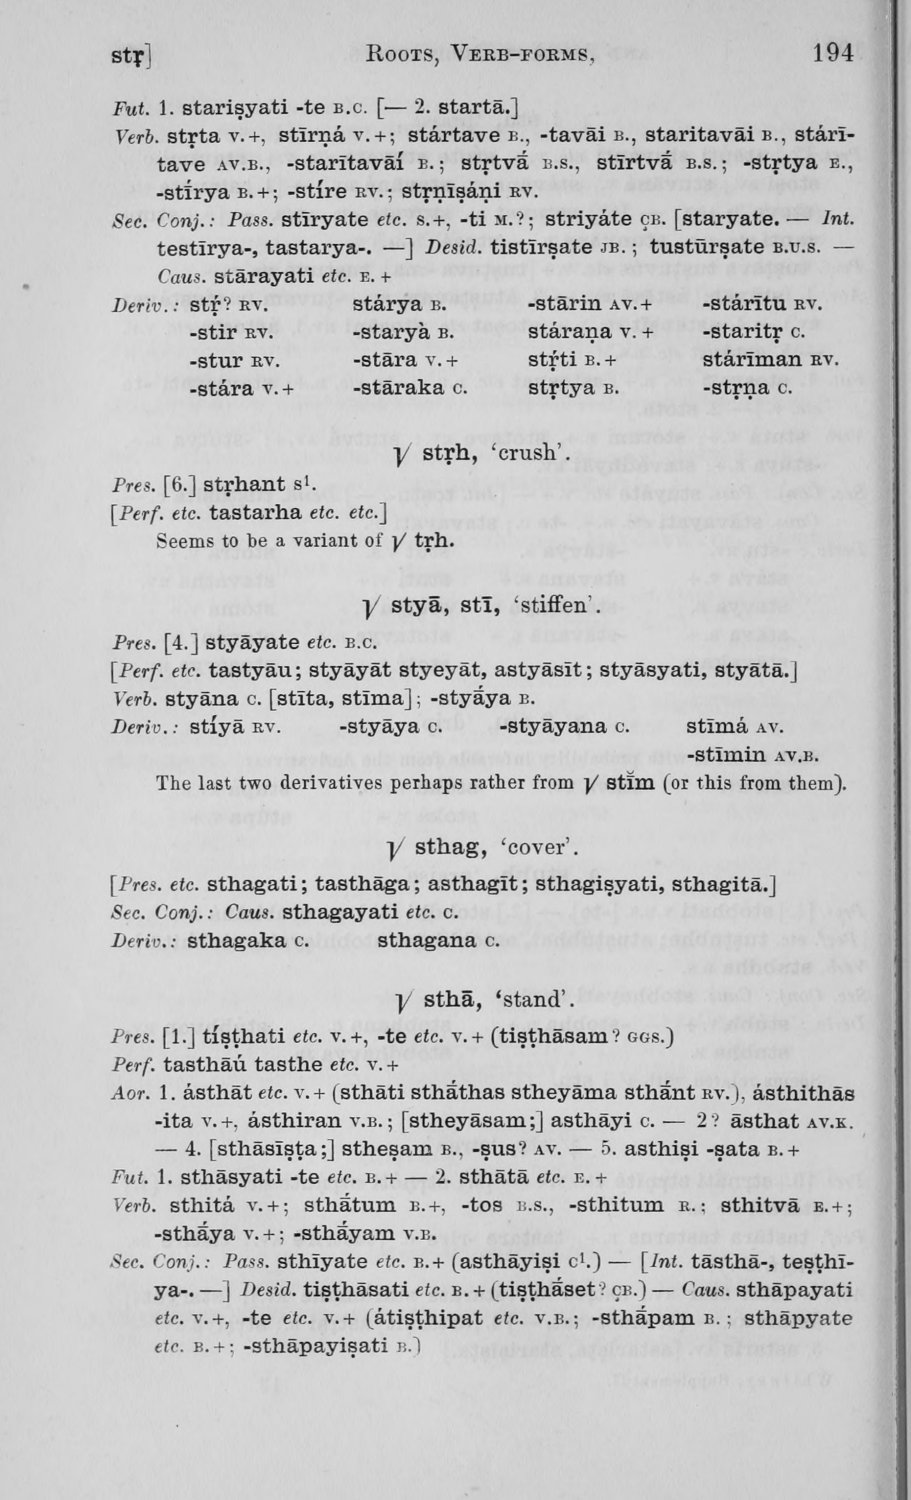 stṛ] Roots, Verb-forms, 194
Fut. 1. stariṣyati -te B.C. [— 2. startā.]
Verb. stṛta V.+, stīrṇá V.+; stártave B., -tavāi B., staritavāi B., stárī-
tave AV.B., -starītavāí B.; stṛtvā́ B.S., stīrtvā́ B.S.; -stṛtya E.,
-stī́rya B.+; -stíre RV.; stṛṇīṣáṇi RV.
Sec. Conj.: Pass. stīryate etc. S.+, -ti M.?; striyáte ÇB. [staryate. — Int.
testīrya-, tastarya-. —] Desid. tistīrṣate JB.; tustūrṣate B.U.S. —
Caus. stārayati etc. E.+
Deriv.: stṛ́? RV. stárya B. -stārin AV.+ -stárītu RV.
-stir RV. -staryà B. stáraṇa V.+ -staritṛ C.
-stur RV. -stāra V.+ stṛ́ti B.+ stárīman RV.
-stára V.+ -stāraka C. stṛtya B. -stṛṇa C.
√ stṛh, ‘crush’.
Pres. [6.] stṛhant S¹.
[Perf. etc. tastarha etc. etc.]
Seems to be a variant of √ tṛh.
√ styā, stī, ‘stiffen’.
Pres. [4.] styāyate etc. B.C.
[Perf. etc. tastyāu; styāyāt styeyāt, astyāsīt; styāsyati, styātā.]
Verb. styāna C. [stīta, stīma]; -styā́ya B.
Deriv.: stíyā RV. -styāya C. -styāyana C. stīmá AV.
-stīmin AV.B.
The last two derivatives perhaps rather from √ stī̆m (or this from them).
√ sthag, ‘cover’.
[Pres. etc. sthagati; tasthāga; asthagīt; sthagiṣyati, sthagitā.]
Sec. Conj.: Caus. sthagayati etc. C.
Deriv.: sthagaka C. sthagana C.
√ sthā, ‘stand’.
Pres. [1.] tíṣṭhati etc. V.+, -te etc. V.+ (tiṣṭhāsam? GGS.)
Perf. tasthāú tasthe etc. V.+
Aor. 1. ásthāt etc. V.+ (sthāti sthā́thas stheyāma sthā́nt RV.), ásthithās
-ita V.+, ásthiran V.B.; [stheyāsam;] asthāyi C. — 2? āsthat AV.K.
— 4. [sthāsīṣṭa;] stheṣam B., -ṣus? AV. — 5. asthiṣi -ṣata B.+
Fut. 1. sthāsyati -te etc. B.+ — 2. sthātā etc. E.+
Verb. sthitá V.+; sthā́tum B.+, -tos B.S., -sthitum R.; sthitvā E.+;
-sthā́ya V.+; -sthā́yam V.B.
Sec. Conj.: Pass. sthīyate etc. B.+ (asthāyiṣi C¹.) — [Int. tāsthā-, teṣṭhī-
ya-. —] Desid. tiṣṭhāsati etc. B.+ (tiṣṭhā́set? ÇB.) — Caus. sthāpayati
etc. V.+, -te etc. V.+ (átiṣṭhipat etc. V.B.; -sthā́pam B.; sthāpyate
etc. B.+; -sthāpayiṣati B.)